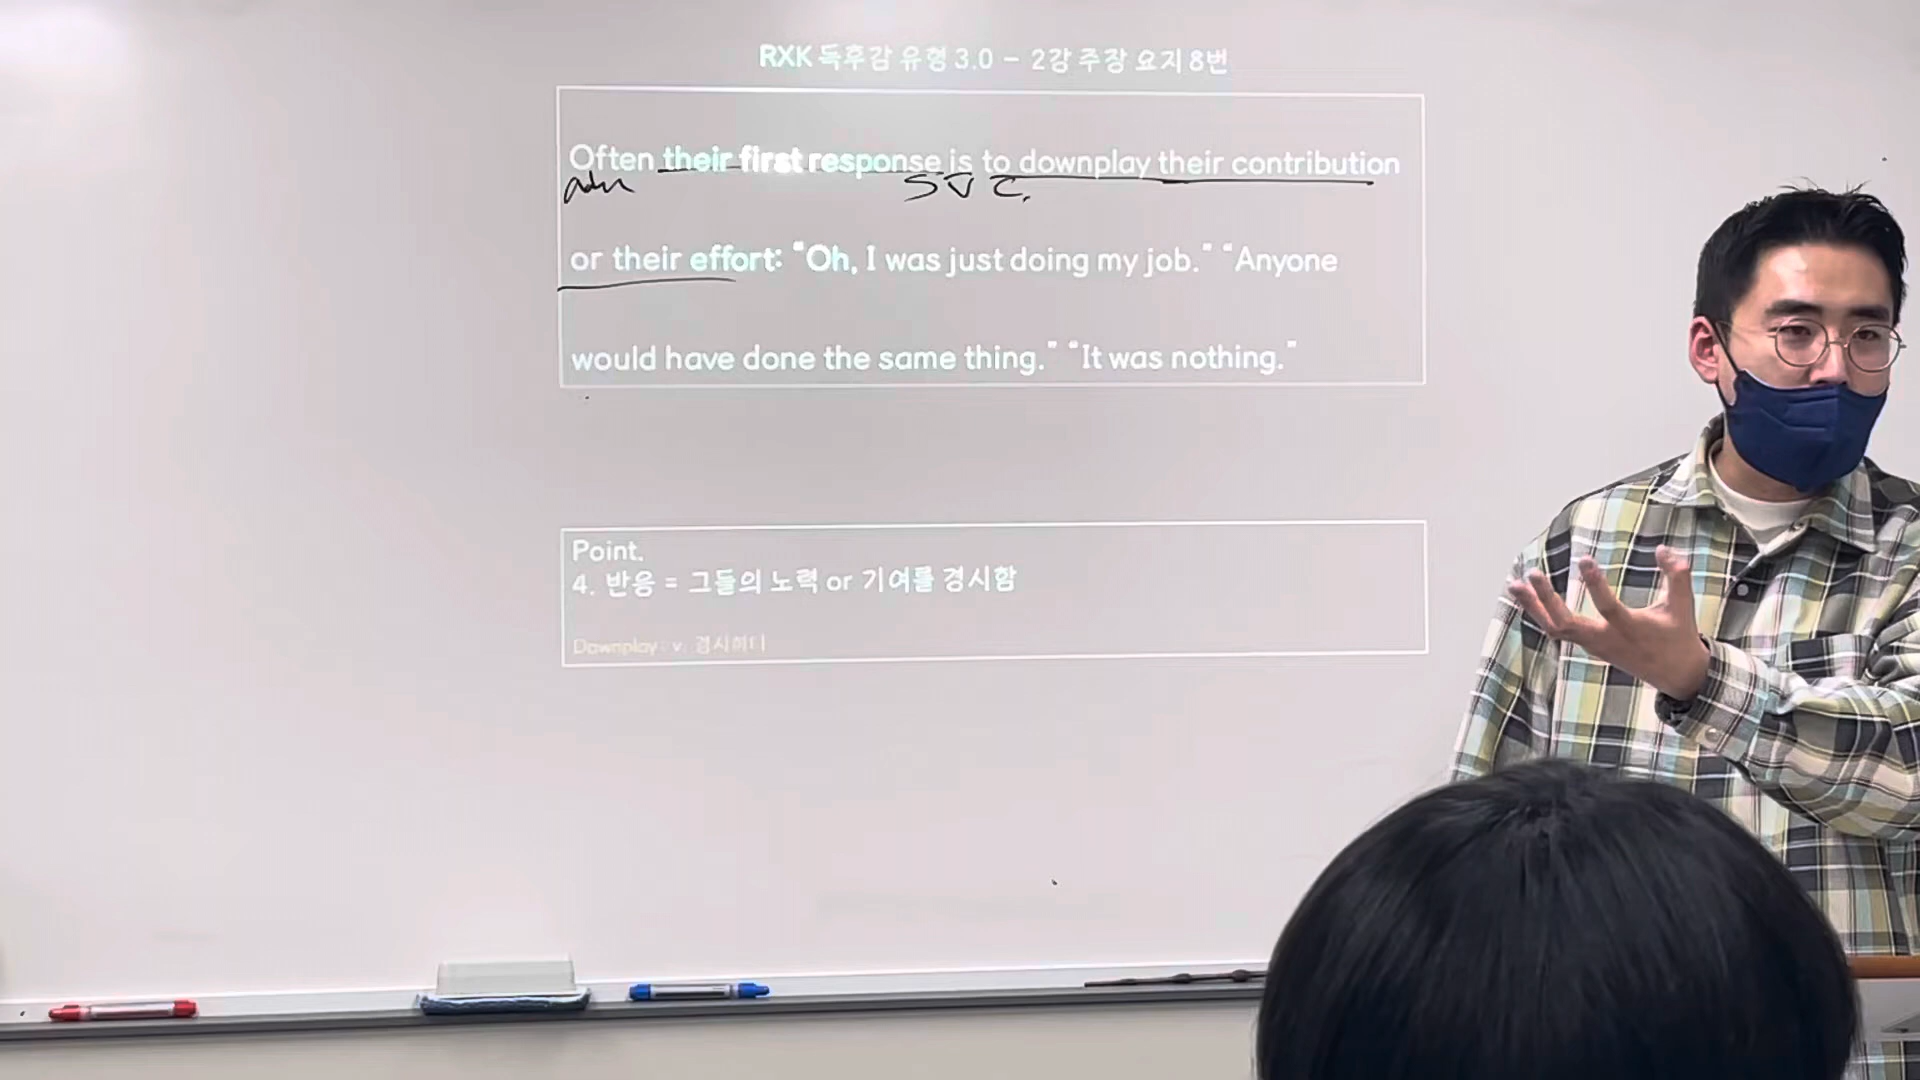 RXK 독후감 유형 3.0 - 2강 주장 요지 8번
Often their first response is to downplay their contribution
adv
S V C.
or their effort: “Oh, I was just doing my job.” “Anyone
would have done the same thing.” “It was nothing.”
Point.
4. 반응 = 그들의 노력 or 기여를 경시함
Downplay : v. 경시하다